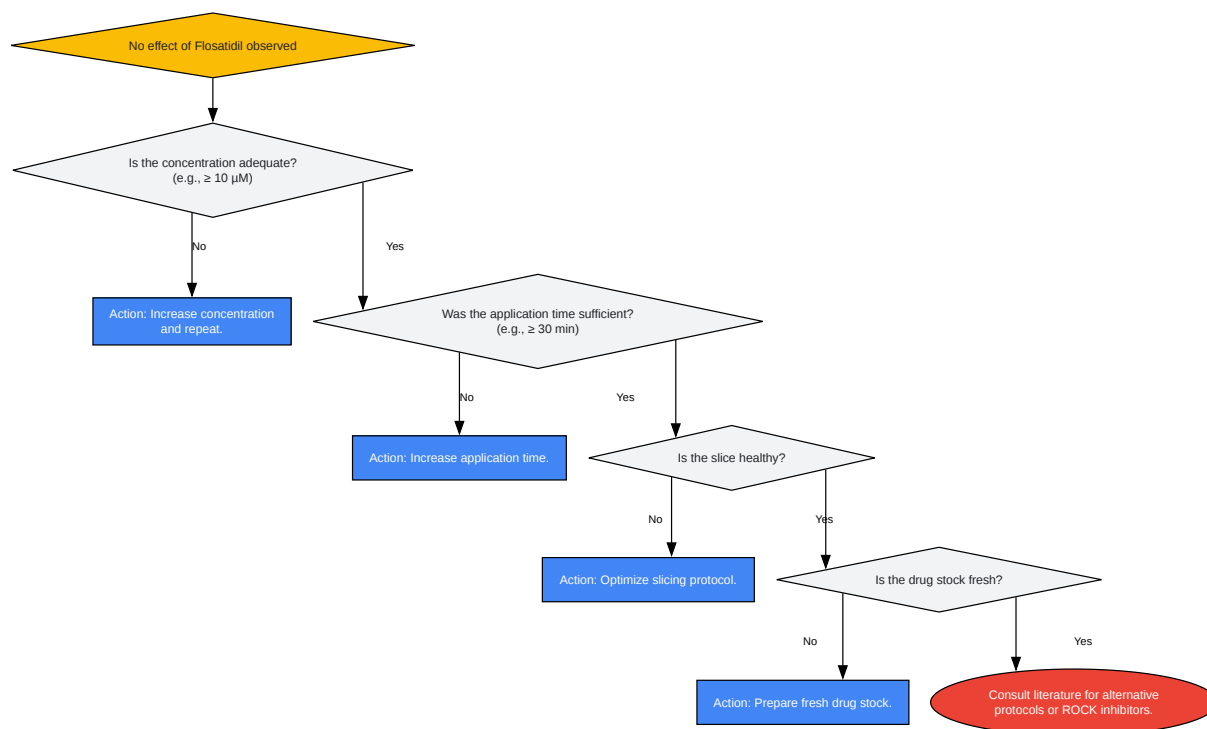 No effect of Flosatidil observed
Is the concentration adequate?
(e.g., ≥ 10 µM)
No
Yes
Action: Increase concentration
and repeat.
Was the application time sufficient?
(e.g., ≥ 30 min)
No
Yes
Action: Increase application time.
Is the slice healthy?
No
Yes
Action: Optimize slicing protocol.
Is the drug stock fresh?
No
Yes
Action: Prepare fresh drug stock.
Consult literature for alternative
protocols or ROCK inhibitors.